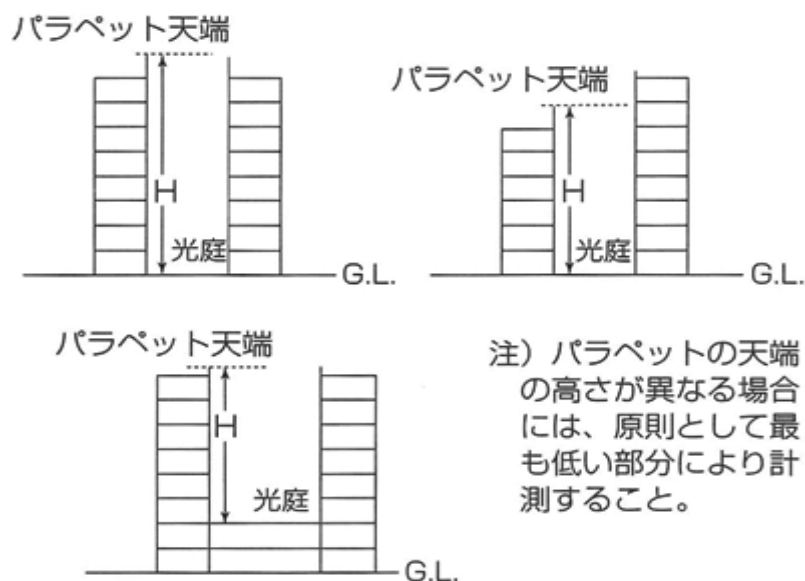 パラペット天端
H
光庭
G.L.
パラペット天端
H
光庭
G.L.
パラペット天端
H
光庭
G.L.
注）パラペットの天端
の高さが異なる場合
には、原則として最
も低い部分により計
測すること。